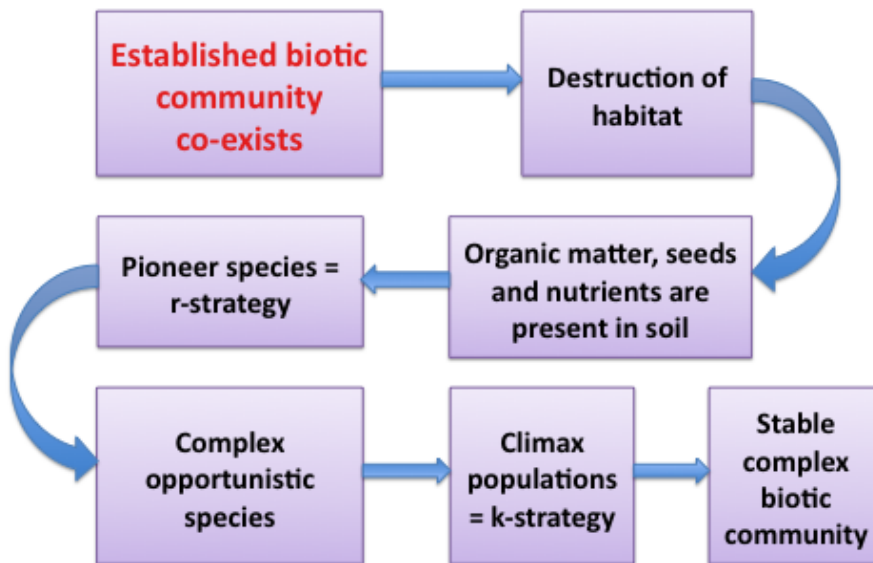 Established biotic
community
co-exists
Destruction of
habitat
Organic matter, seeds
and nutrients are
present in soil
Pioneer species =
r-strategy
Complex
opportunistic
species
Climax
populations
= k-strategy
Stable
complex
biotic
community